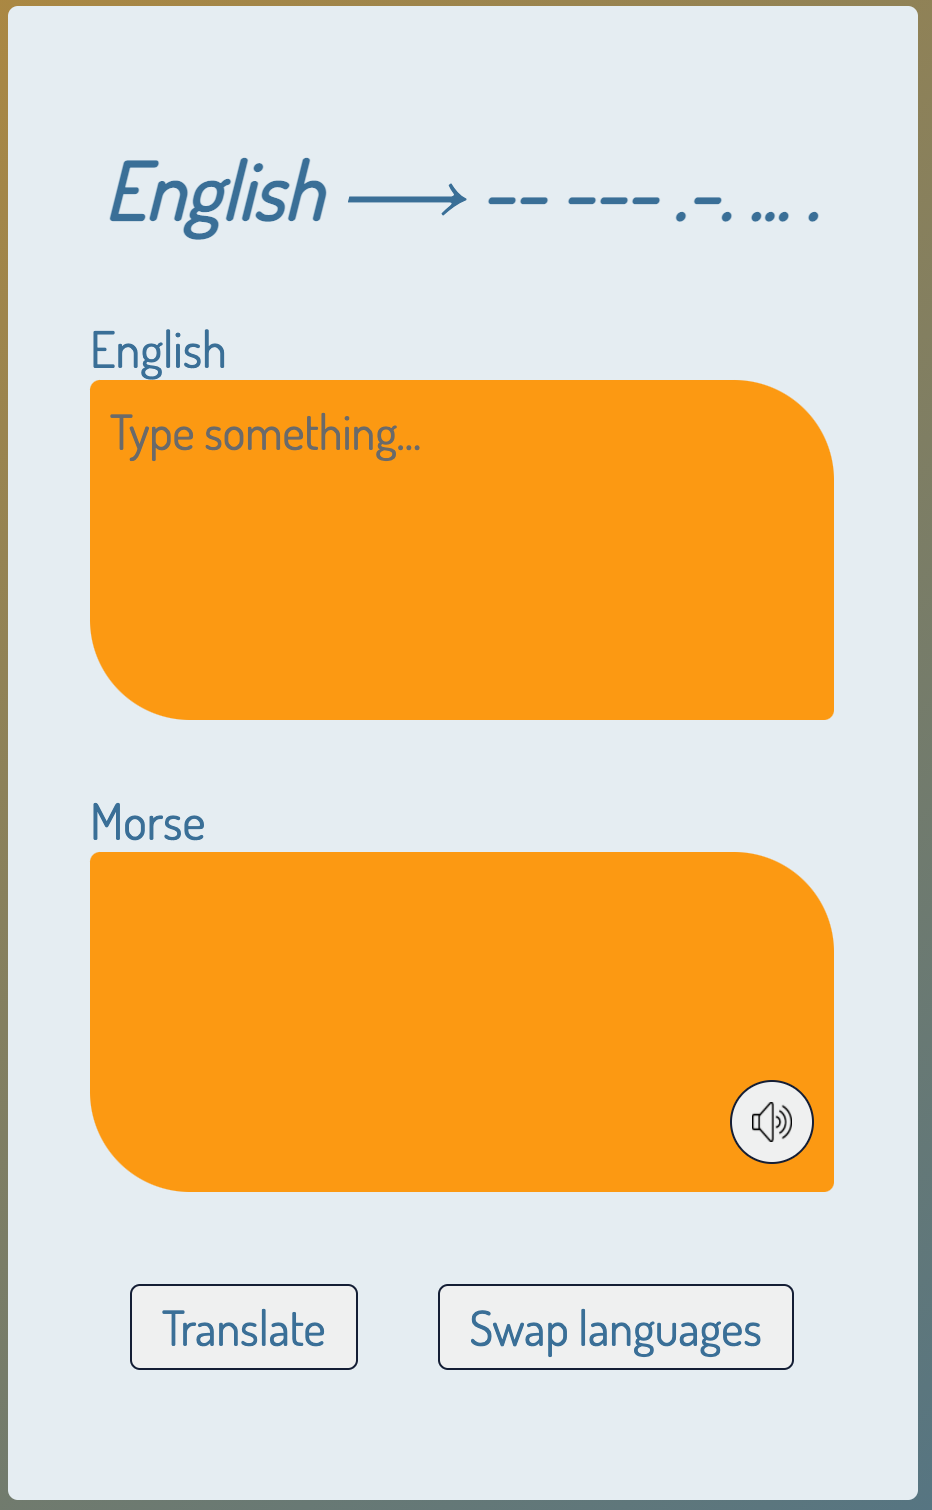 English ⟶ -- --- .-. ... .
English
Type something...
Morse
Translate
Swap languages